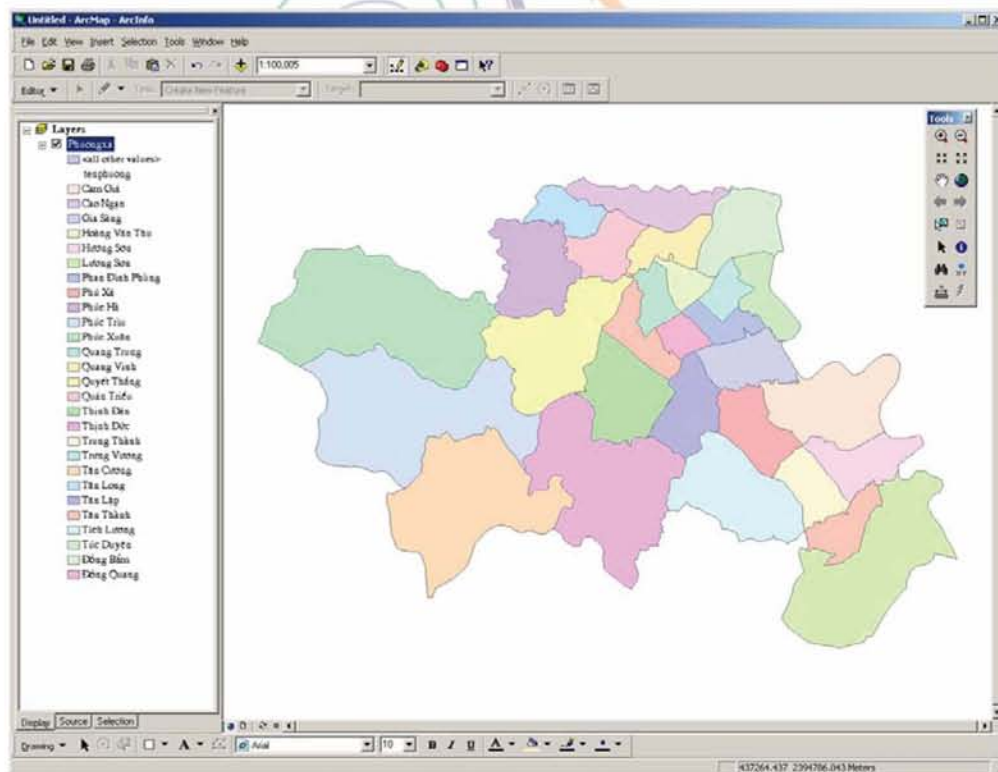 Untitled - ArcMap - ArcInfo
File Edit View Insert Selection Tools Window Help
1:100,005
Editor Task: Create New Feature Target:
Layers
Phuongxa
<all other values>
tenphuong
Cam Giá
Cao Ngạn
Gia Sàng
Hoàng Văn Thụ
Hương Sơn
Lương Sơn
Phan Đình Phùng
Phú Xá
Phúc Hà
Phúc Trìu
Phúc Xuân
Quang Trung
Quang Vinh
Quyết Thắng
Quán Triều
Thịnh Đán
Thịnh Đức
Trung Thành
Trưng Vương
Tân Cương
Tân Long
Tân Lập
Tân Thành
Tích Lương
Túc Duyên
Đồng Bẩm
Đồng Quang
Tools
Display Source Selection
Drawing A Arial 10 B I U A
437264.437 2394786.043 Meters